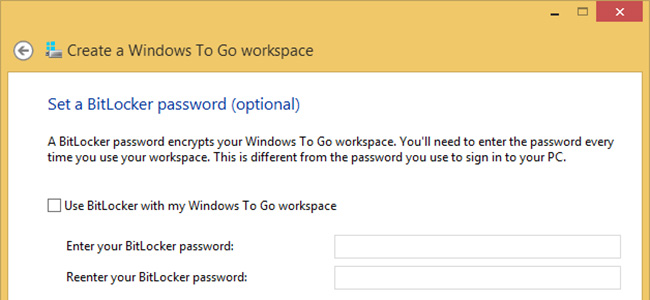 Create a Windows To Go workspace
Set a BitLocker password (optional)
A BitLocker password encrypts your Windows To Go workspace. You'll need to enter the password every
time you use your workspace. This is different from the password you use to sign in to your PC.
Use BitLocker with my Windows To Go workspace
Enter your BitLocker password:
Reenter your BitLocker password: